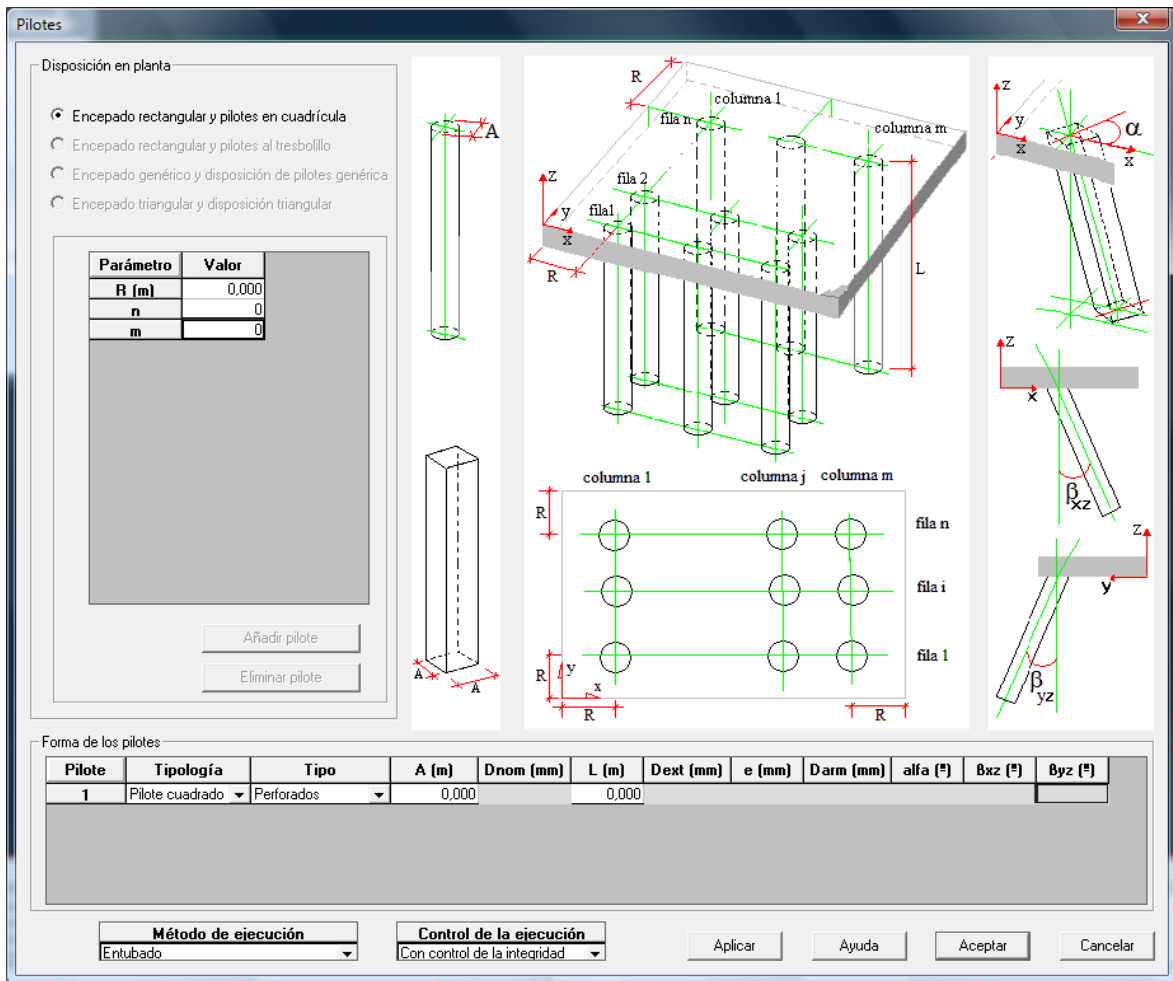 Pilotes
Disposición en planta
Encepado rectangular y pilotes en cuadrícula
Encepado rectangular y pilotes al tresbolillo
Encepado genérico y disposición de pilotes genérica
Encepado triangular y disposición triangular
Parámetro Valor
R (m) 0,000
n 0
m 0
Añadir pilote
Eliminar pilote
A
A A
R
columna 1
fila n
columna m
z
fila 2
y
fila1
x
R
L
columna 1 columna j columna m
R
fila n
fila i
fila 1
R y
x
R R
z
y
x
α
x
z
x
β xz
z
y
β yz
Forma de los pilotes
Pilote Tipología Tipo A (m) Dnom (mm) L (m) Dext (mm) e (mm) Darm (mm) alfa (º) Bxz (º) Byz (º)
1 Pilote cuadrado Perforados 0,000 0,000
Método de ejecución
Entubado
Control de la ejecución
Con control de la integridad
Aplicar Ayuda Aceptar Cancelar